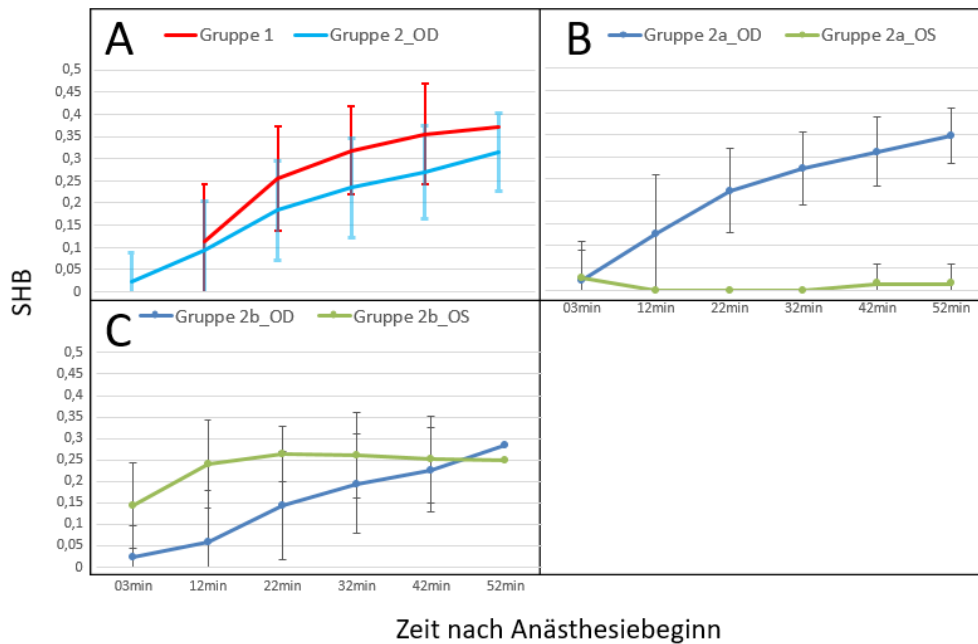 A
Gruppe 1 Gruppe 2_OD
0,5
0,45
0,4
0,35
0,3
0,25
0,2
0,15
0,1
0,05
0
B
Gruppe 2a_OD Gruppe 2a_OS
03min 12min 22min 32min 42min 52min
SHB
C
Gruppe 2b_OD Gruppe 2b_OS
0,5
0,45
0,4
0,35
0,3
0,25
0,2
0,15
0,1
0,05
0
03min 12min 22min 32min 42min 52min
Zeit nach Anästhesiebeginn